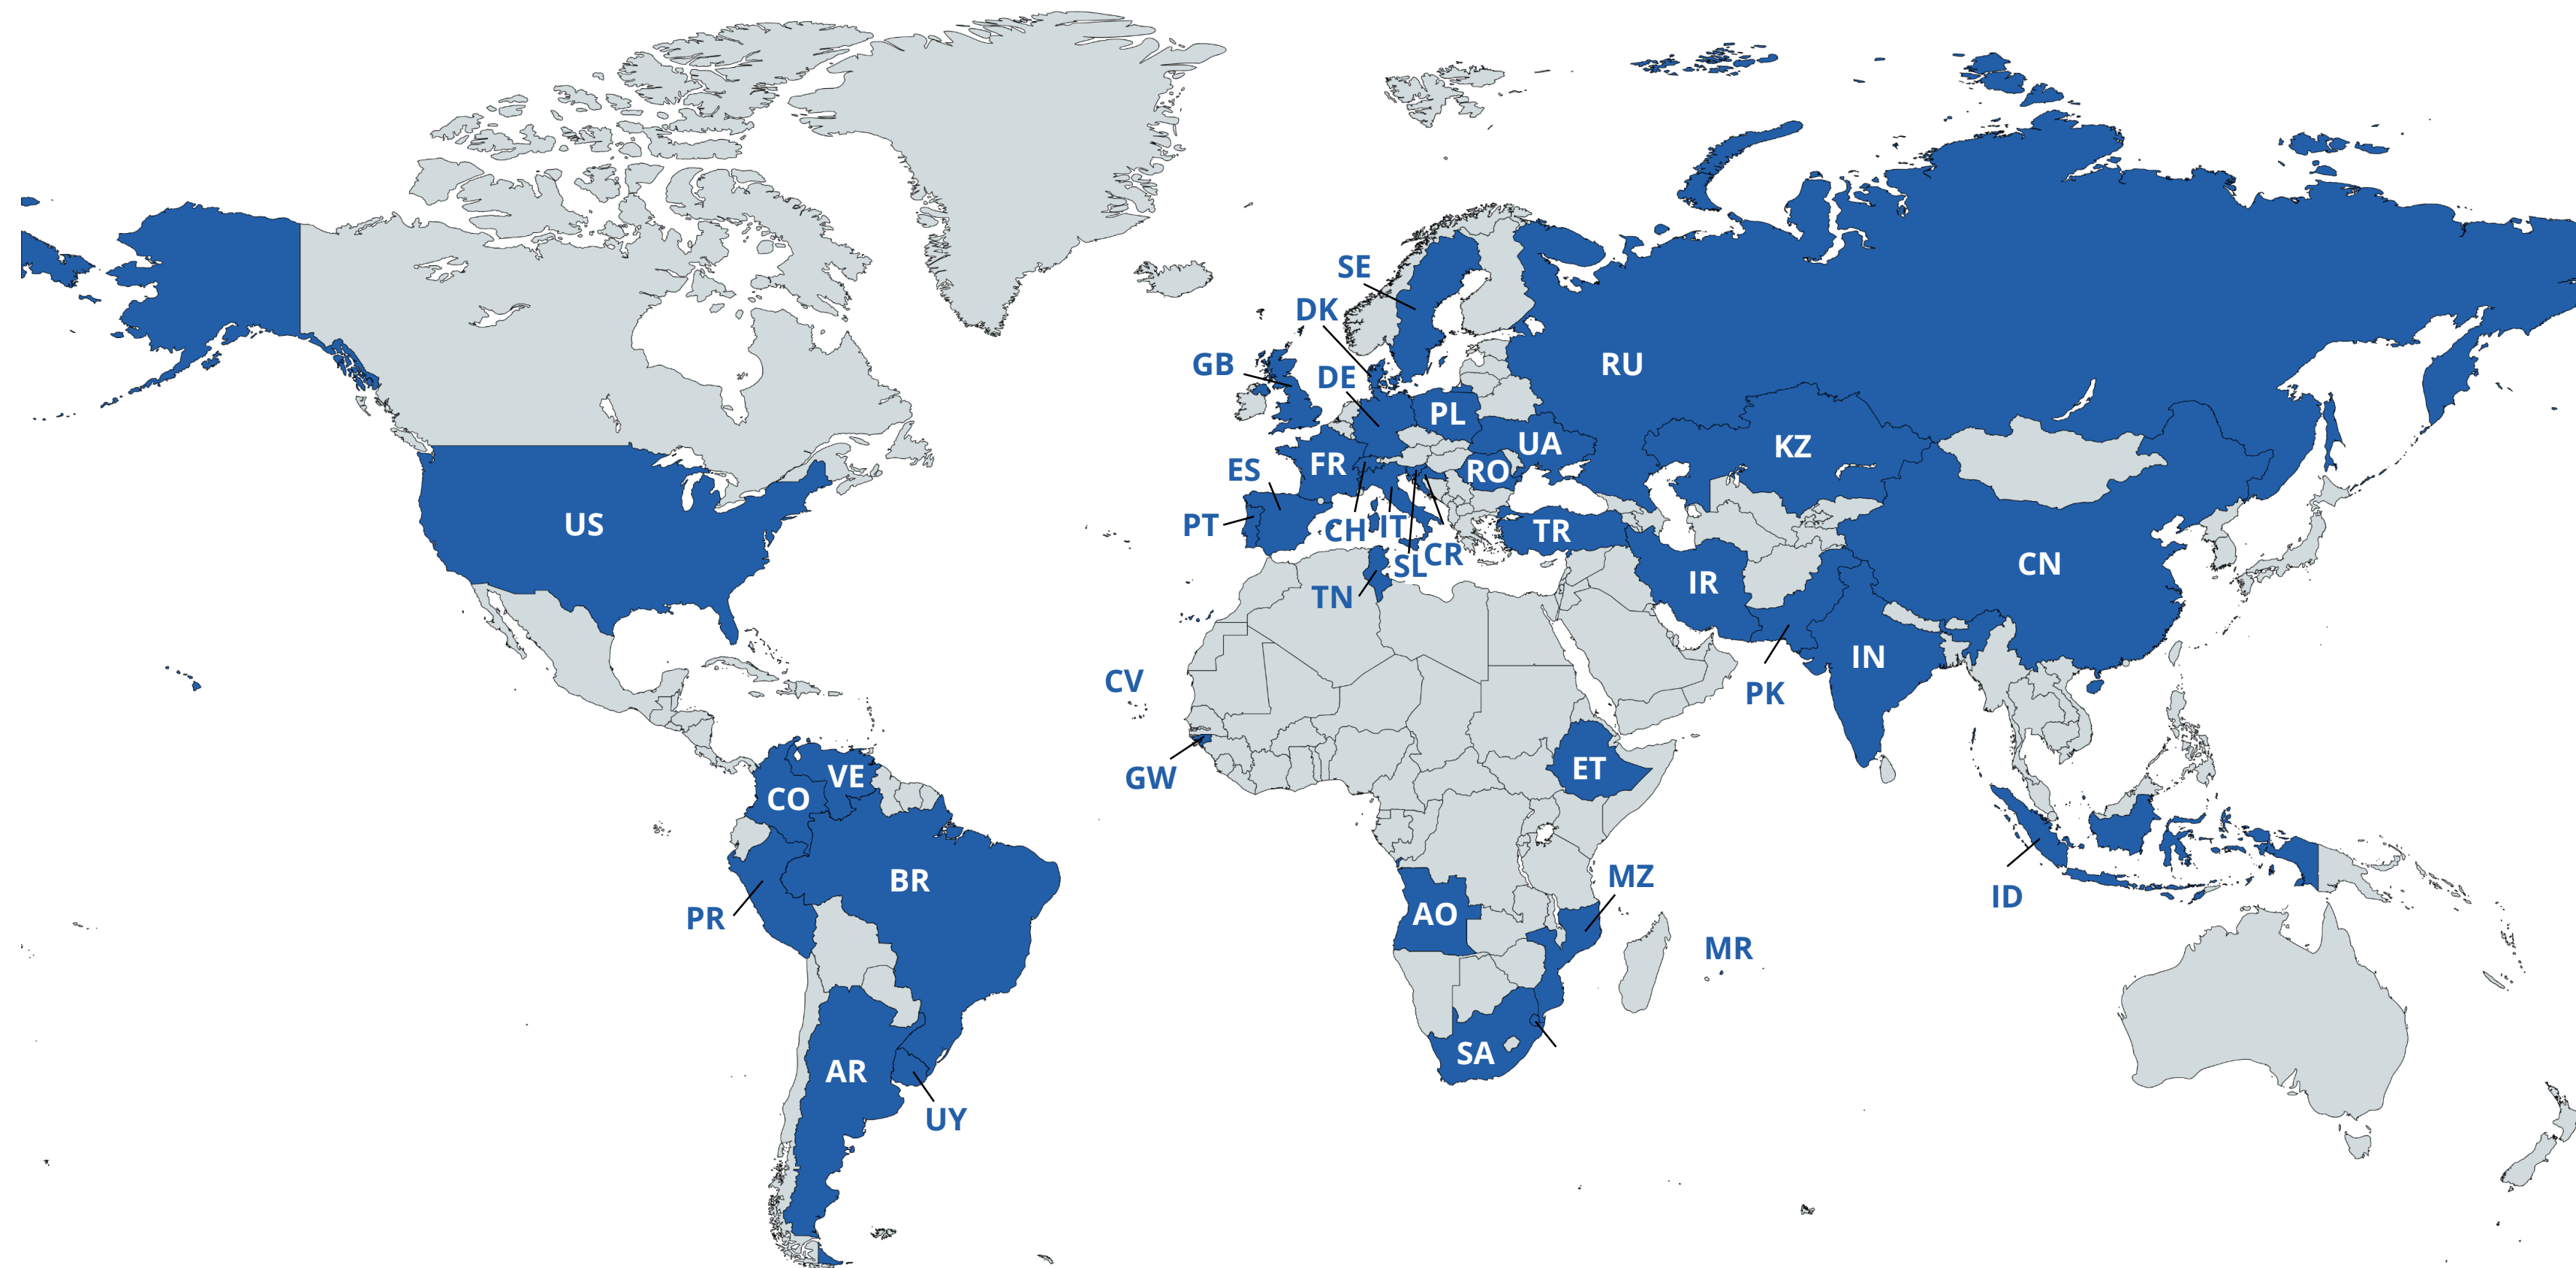 SE
DK
GB
DE
RU
PL
UA
KZ
FR
RO
ES
US
PT
CH
IT
TR
SL
CR
CN
IR
TN
IN
CV
PK
GW
VE
CO
ET
BR
MZ
ID
PR
AO
MR
SA
AR
UY